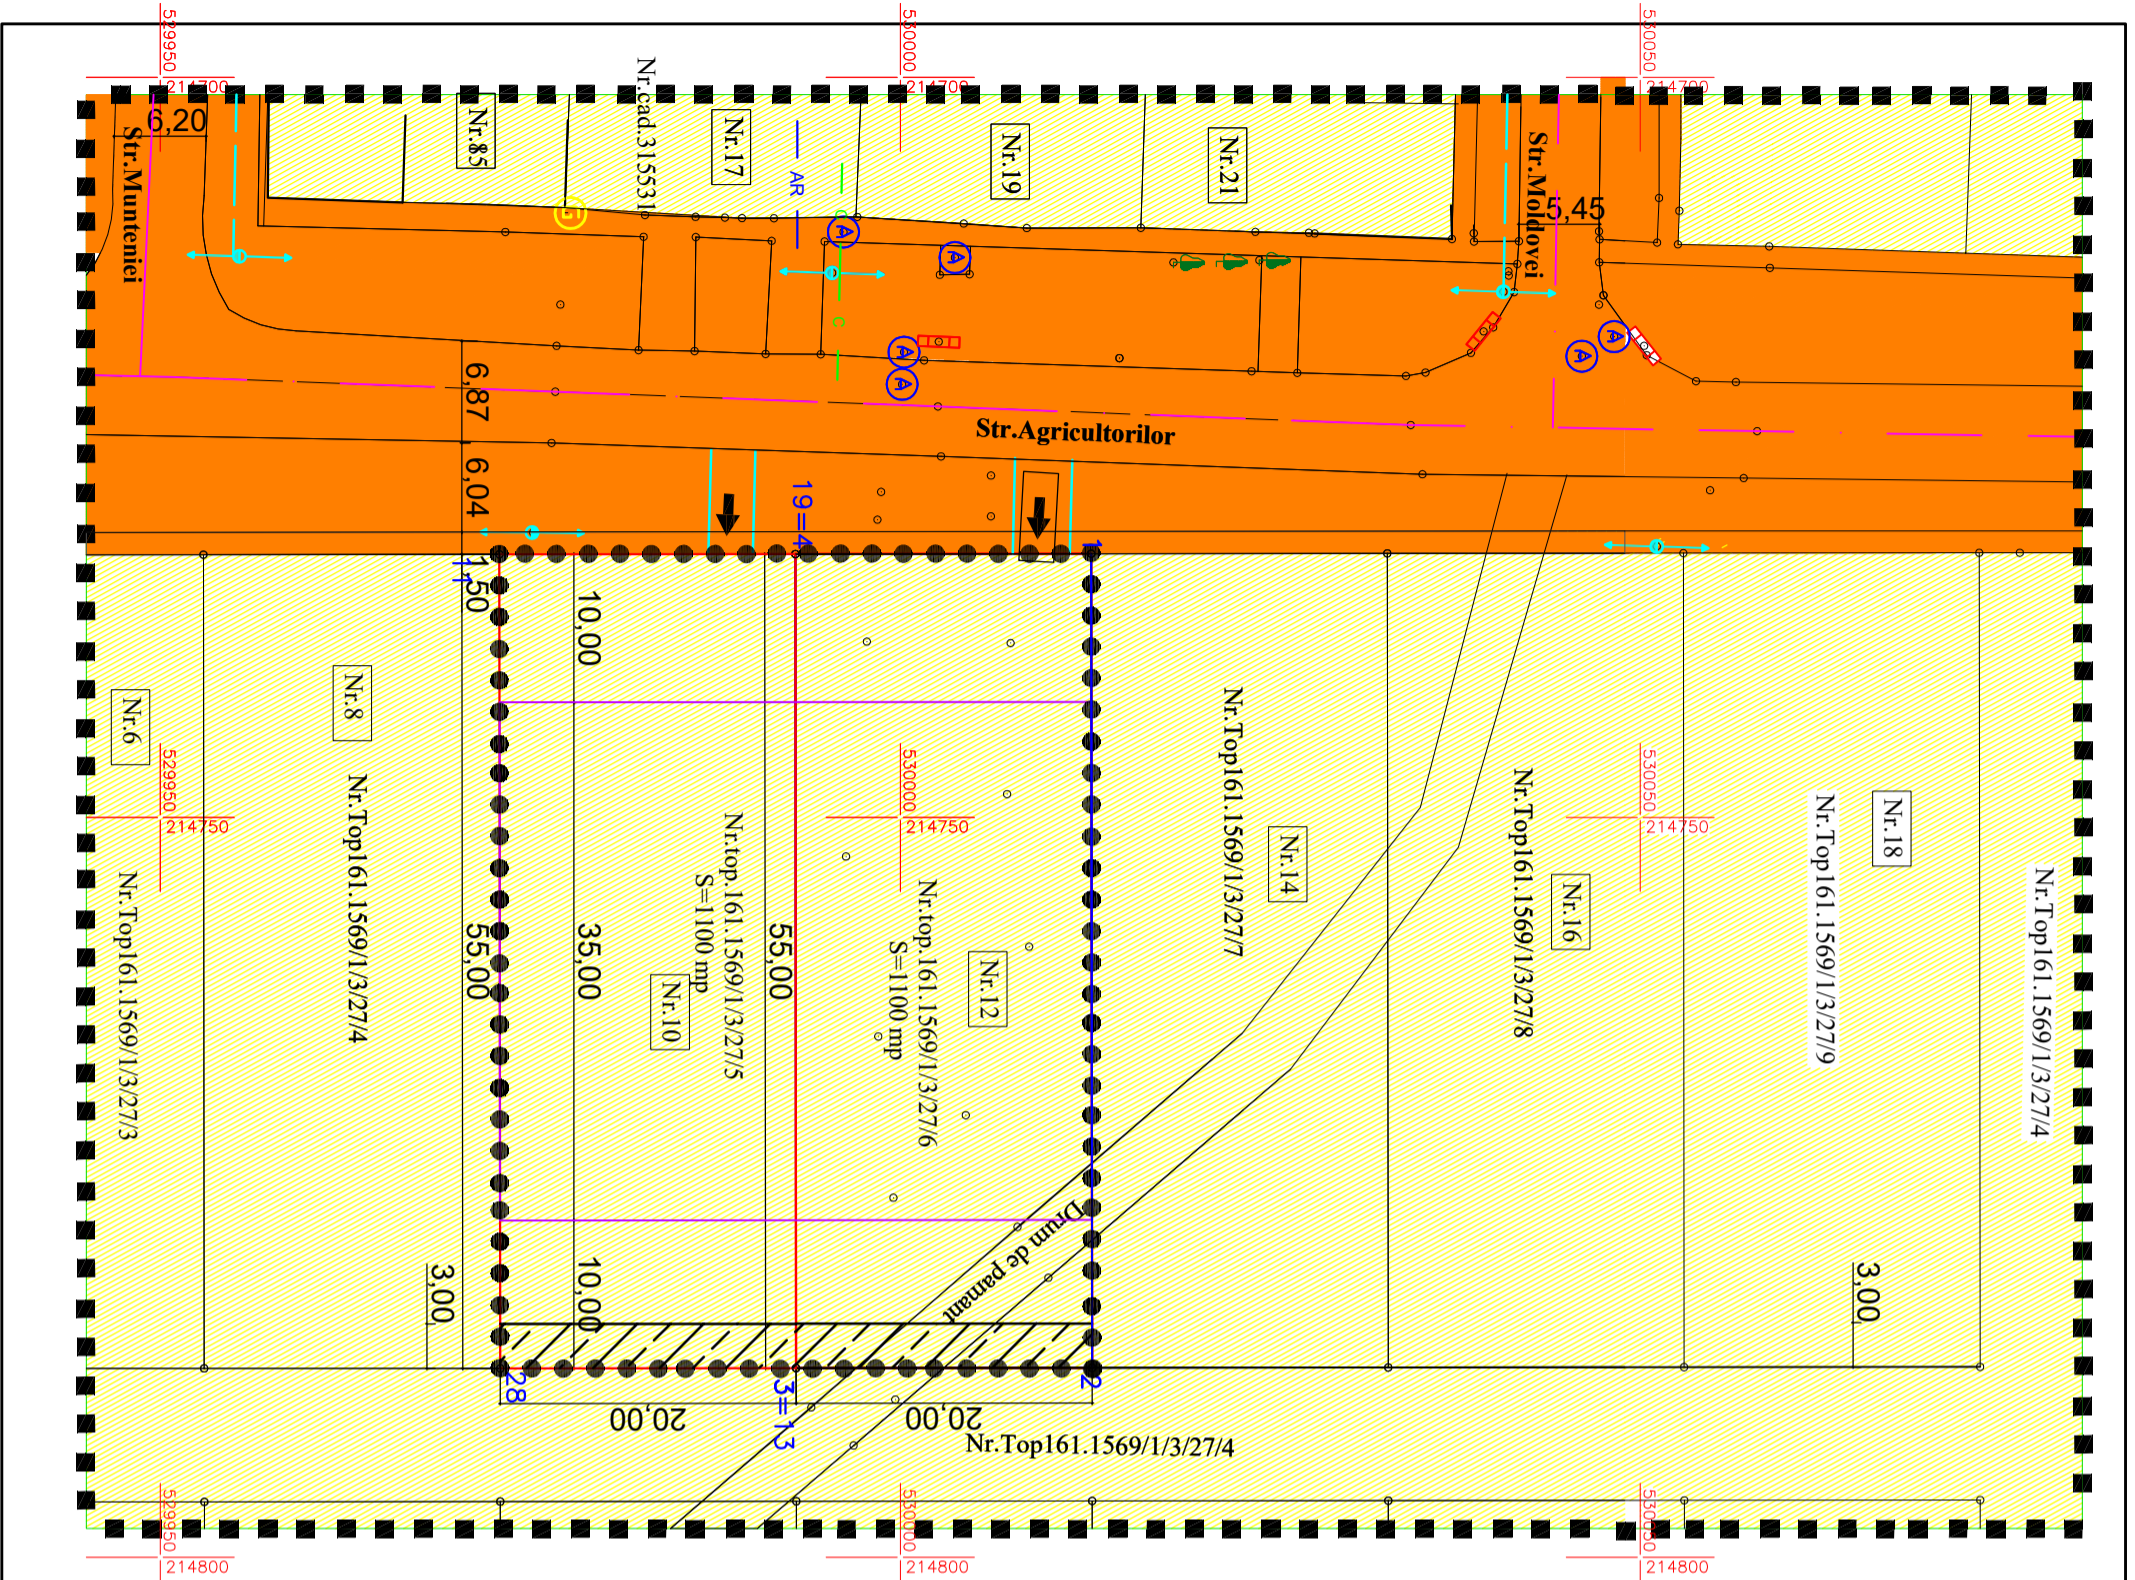 529950
214700
530000
214700
530050
214700
6,20
Str.Munteniei
Nr.85
Nr.cad.315531
Nr.17
AR
G
C
Nr.19
Nr.21
Str.Moldovei
5,45
G
A
A
A
A
A
A
6,87
Str.Agricultorilor
6,04
19=4
1
11
1,50
10,00
Nr.6
Nr.8
529950
214750
530000
214750
530050
214750
Nr.Top161.1569/1/3/27/3
Nr.Top161.1569/1/3/27/4
55,00
35,00
Nr.top.161.1569/1/3/27/5
S=1100 mp
Nr.10
55,00
Nr.top.161.1569/1/3/27/6
S=1100 mp
Nr.12
Nr.Top161.1569/1/3/27/7
Nr.14
Nr.Top161.1569/1/3/27/8
Nr.16
Nr.Top161.1569/1/3/27/9
Nr.18
Nr.Top161.1569/1/3/27/4
Drum de pamant
3,00
10,00
3,00
28
3=13
2
20,00
20,00
Nr.Top161.1569/1/3/27/4
529950
214800
530000
214800
530050
214800